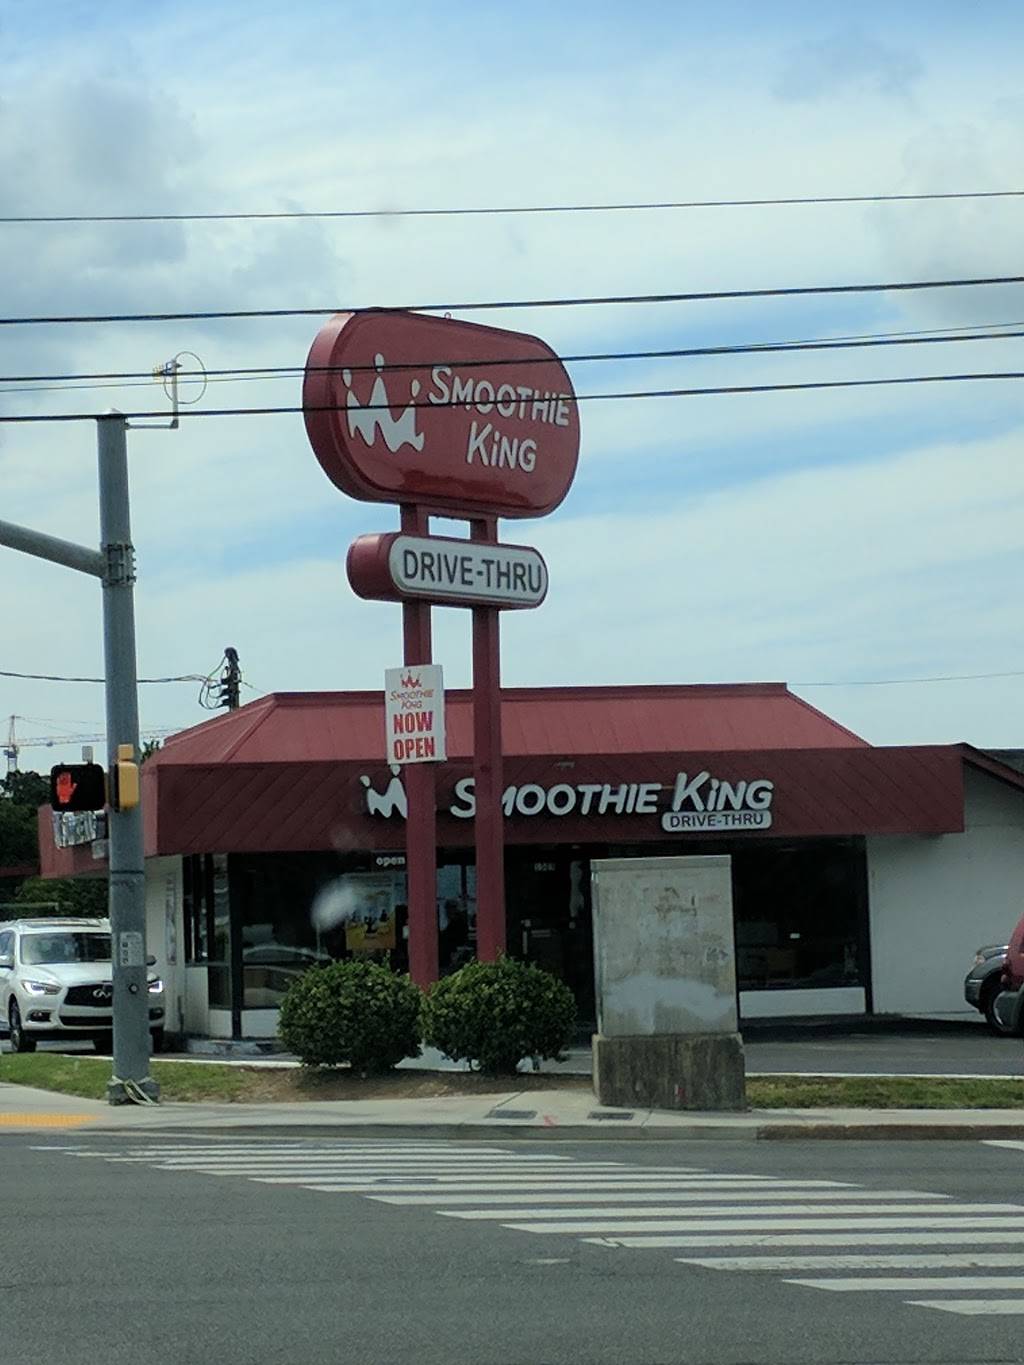 SMOOTHIE
KiNG
DRIVE-THRU
SMOOTHIE
KiNG
NOW
OPEN
SMOOTHIE KiNG
DRIVE-THRU
open